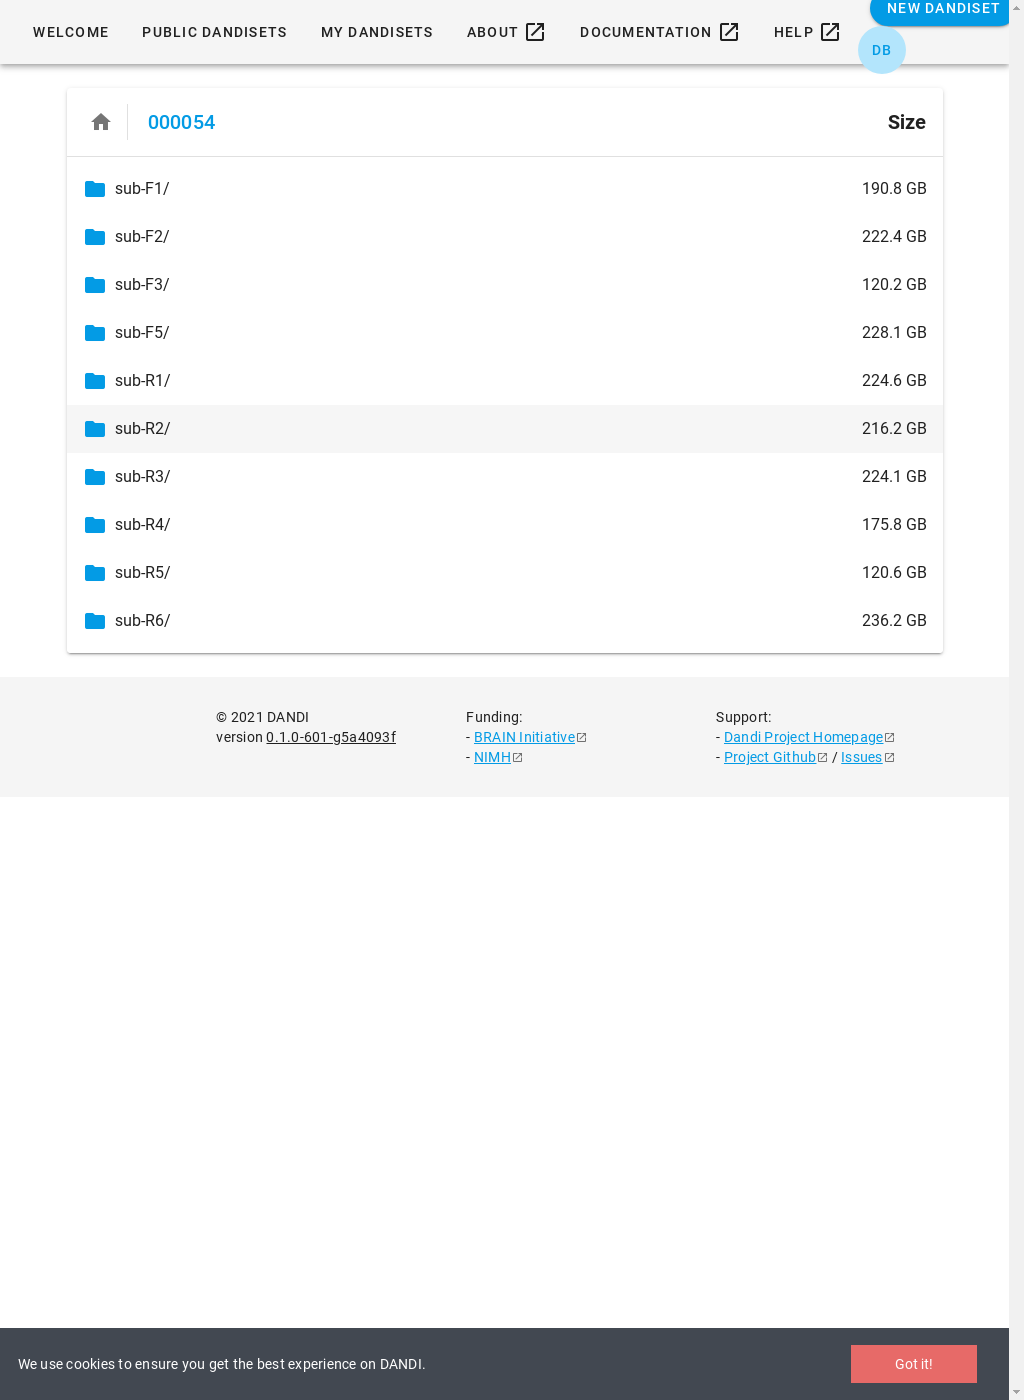 WELCOME PUBLIC DANDISETS MY DANDISETS ABOUT DOCUMENTATION HELP NEW DANDISET
DB
000054 Size
sub-F1/ 190.8 GB
sub-F2/ 222.4 GB
sub-F3/ 120.2 GB
sub-F5/ 228.1 GB
sub-R1/ 224.6 GB
sub-R2/ 216.2 GB
sub-R3/ 224.1 GB
sub-R4/ 175.8 GB
sub-R5/ 120.6 GB
sub-R6/ 236.2 GB
© 2021 DANDI
version 0.1.0-601-g5a4093f
Funding:
- BRAIN Initiative
- NIMH
Support:
- Dandi Project Homepage
- Project Github / Issues
We use cookies to ensure you get the best experience on DANDI. Got it!